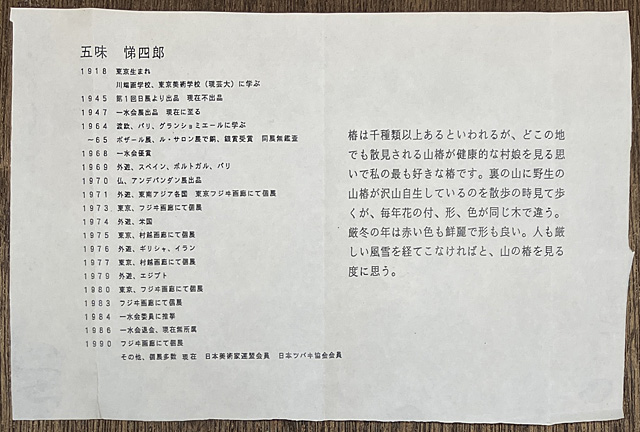 五味 悌四郎
1918 東京生まれ
川端画学校、東京美術学校(現芸大)に学ぶ
1945 第1回日展より出品 現在不出品
1947 一水会展出品 現在に至る
1964 渡欧、パリ、グランショミエールに学ぶ
~65 ボザール展、ル・サロン展で銅、銀賞受賞 同展無鑑査
1968 一水会優賞
1969 外遊、スペイン、ポルトガル、パリ
1970 仏、アンデパンダン展出品
1971 外遊、東南アジア各国 東京フジヰ画廊にて個展
1973 東京、フジヰ画廊にて個展
1974 外遊、米国
1975 東京、村越画廊にて個展
1976 外遊、ギリシャ、イラン
1977 東京、村越画廊にて個展
1979 外遊、エジプト
1980 東京、フジヰ画廊にて個展
1983 フジヰ画廊にて個展
1984 一水会委員に推挙
1986 一水会退会、現在無所属
1990 フジヰ画廊にて個展
その他、個展多数 現在 日本美術家連盟会員 日本ツバキ協会会員
椿は千種類以上あるといわれるが、どこの地
でも散見される山椿が健康的な村娘を見る思
いで私の最も好きな椿です。裏の山に野生の
山椿が沢山自生しているのを散歩の時見て歩
くが、毎年花の付、形、色が同じ木で違う。
厳冬の年は赤い色も鮮麗で形も良い。人も厳
しい風雪を経てこなければと、山の椿を見る
度に思う。